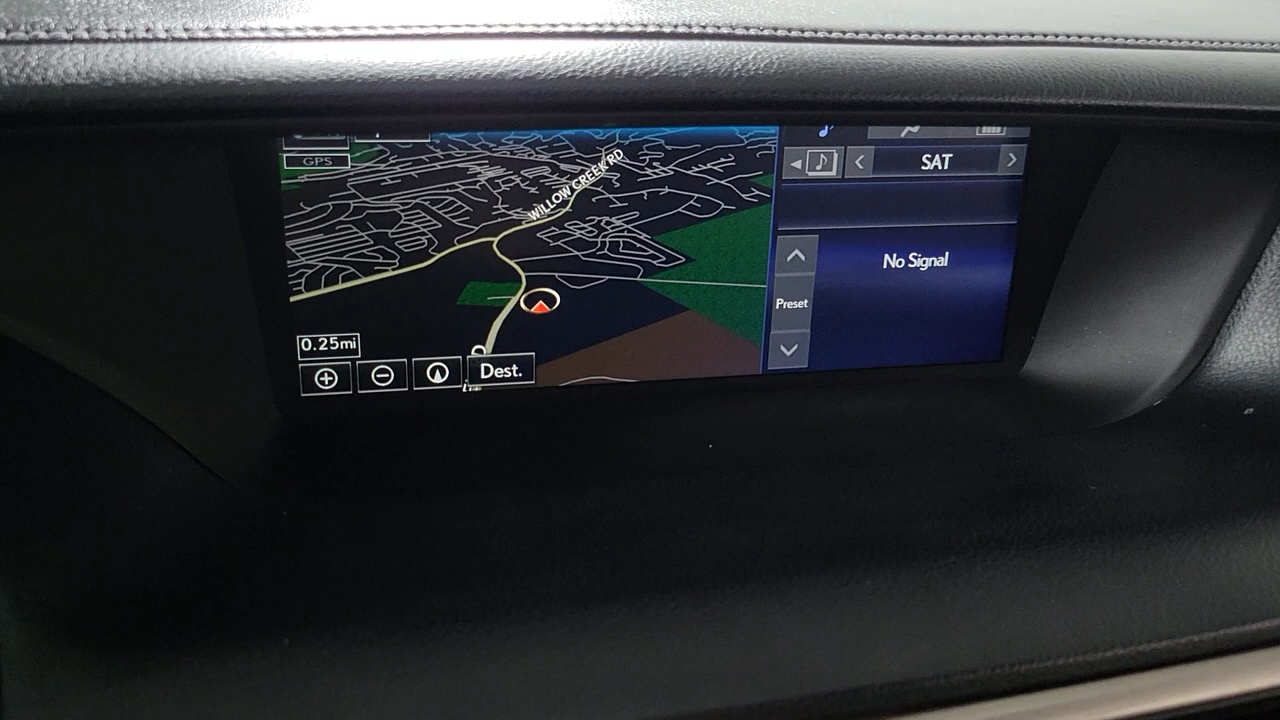 GPS
WILLOW CREEK RD
SAT
No Signal
Preset
0.25mi
Dest.